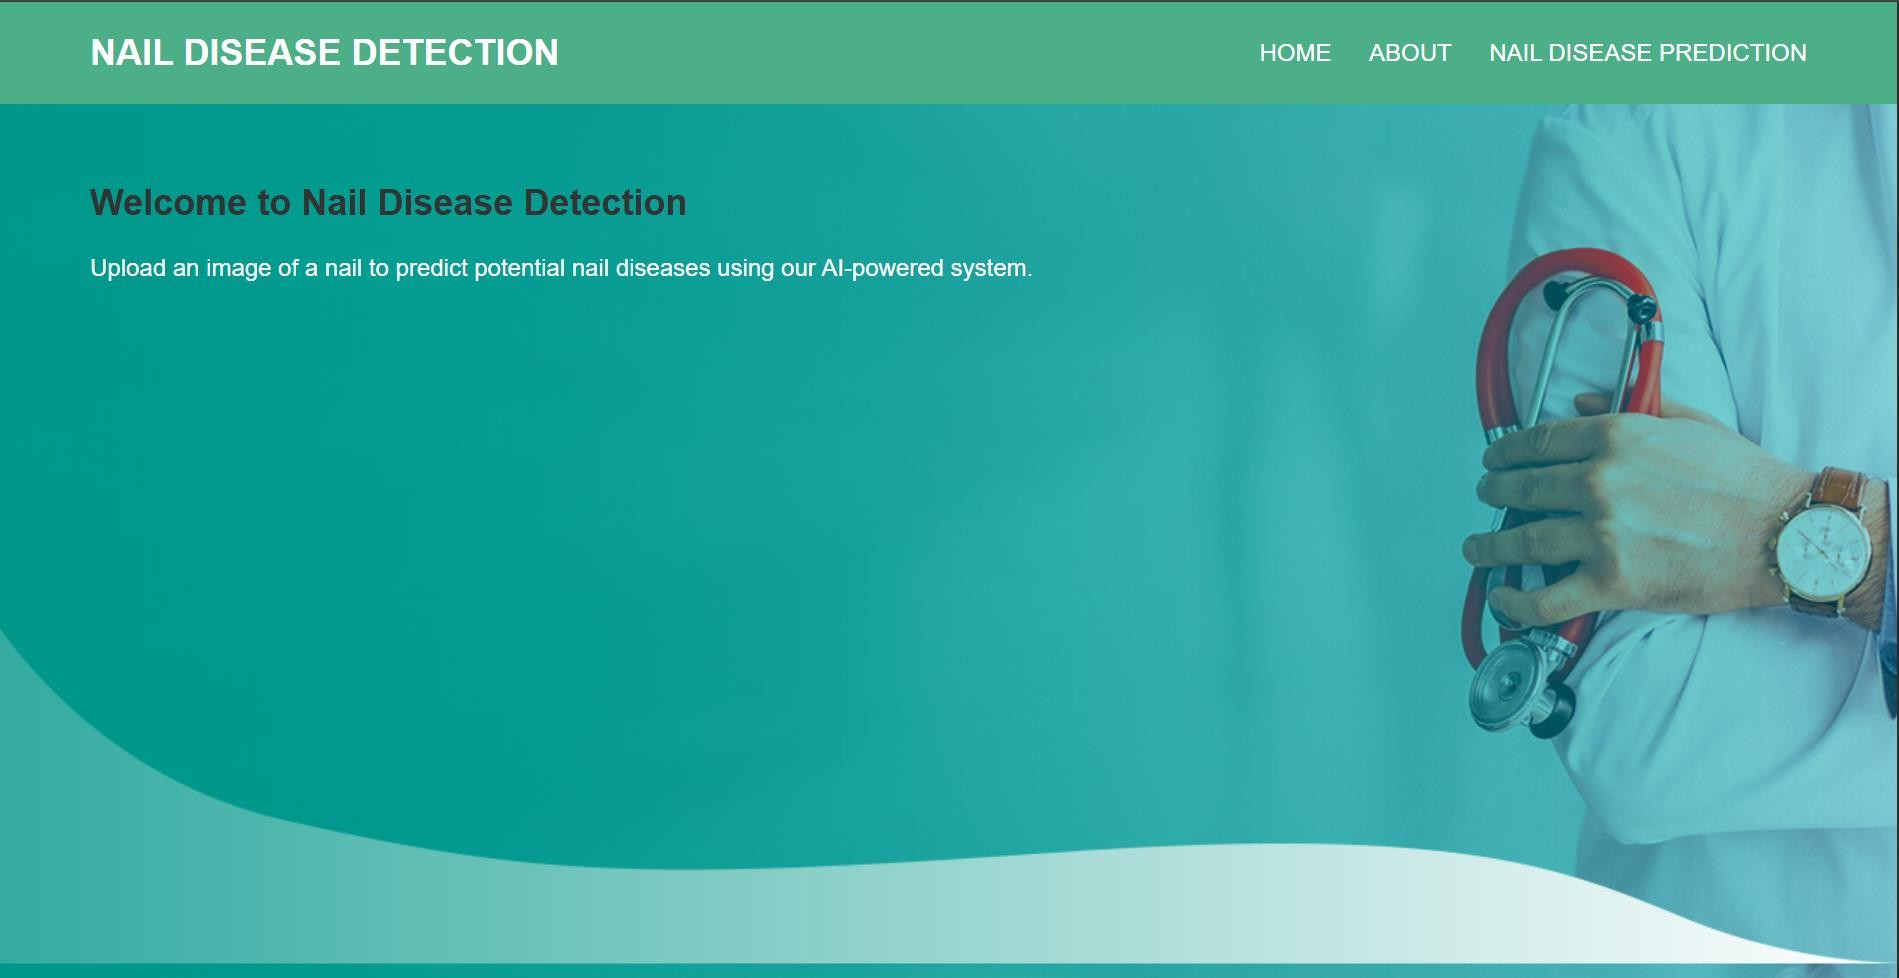 NAIL DISEASE DETECTION
HOME ABOUT NAIL DISEASE PREDICTION
Welcome to Nail Disease Detection
Upload an image of a nail to predict potential nail diseases using our AI-powered system.